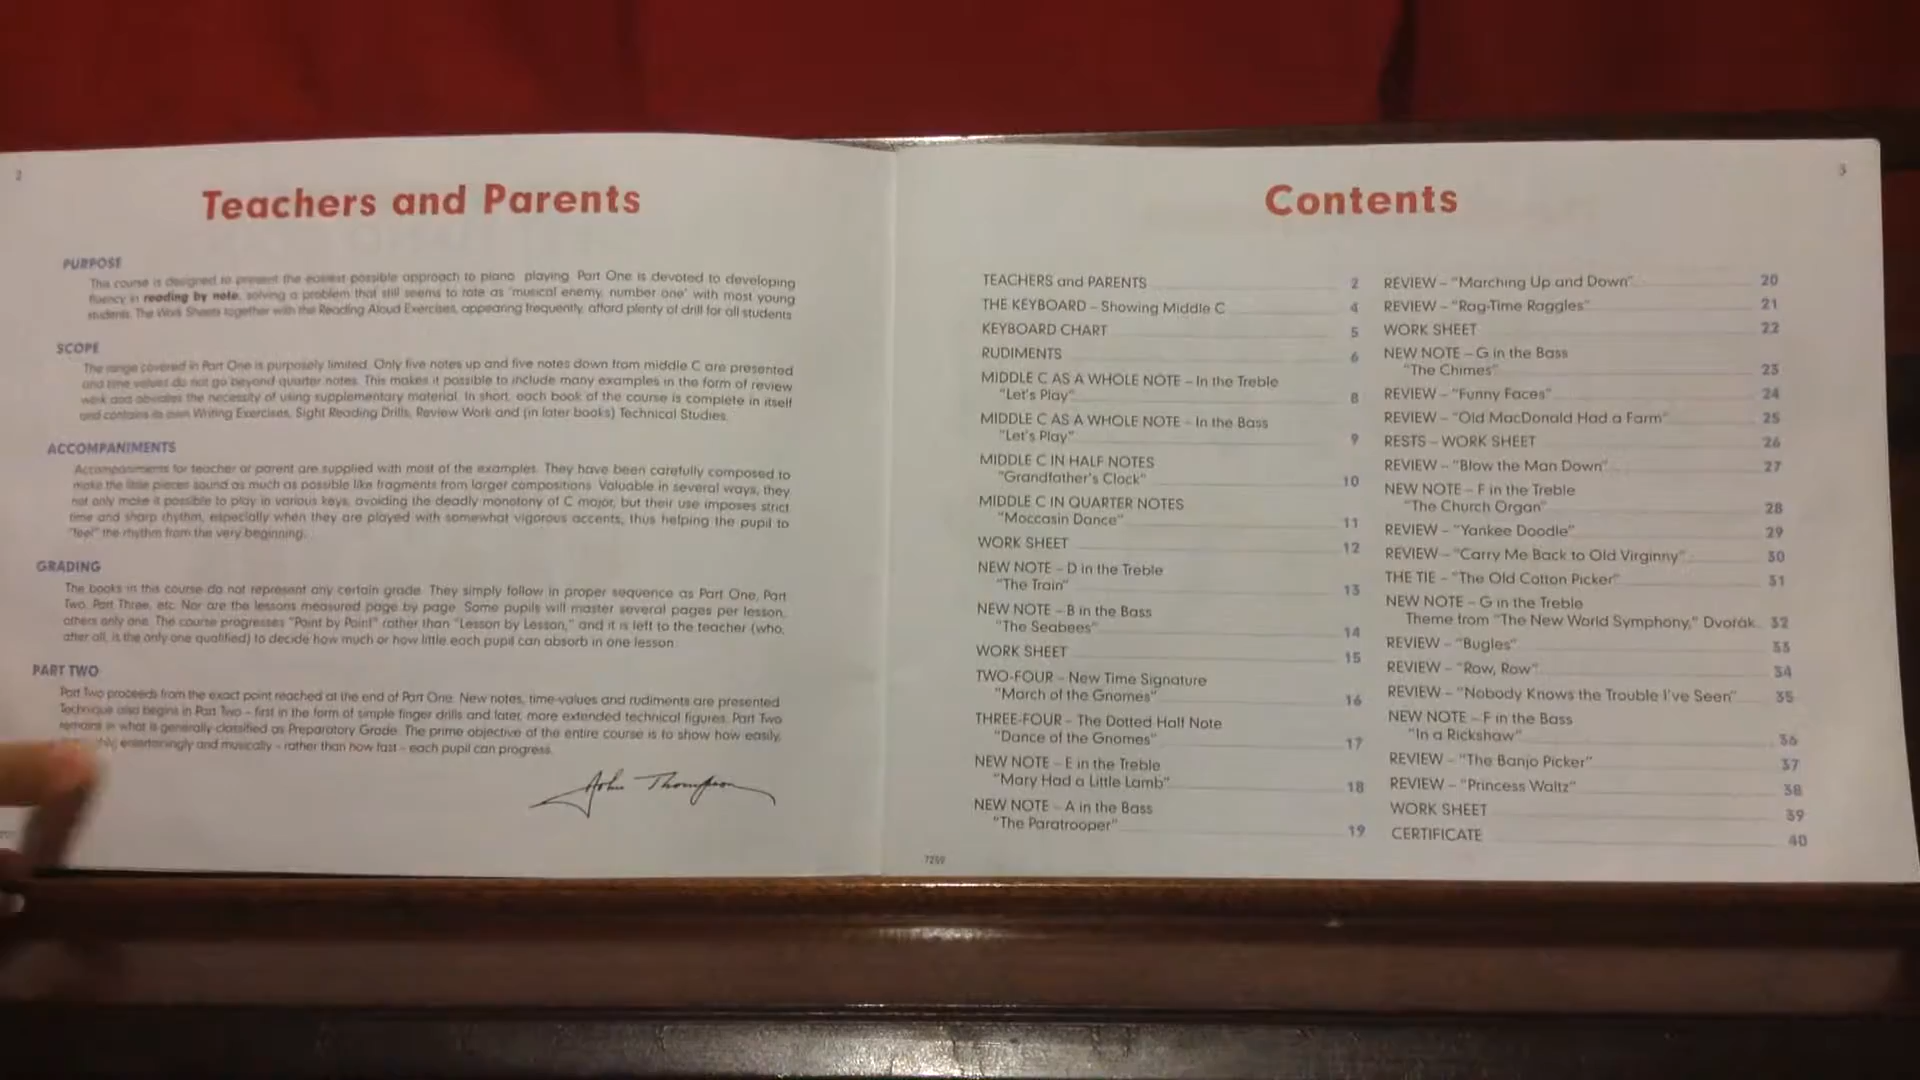 2
Teachers and Parents
PURPOSE
This course is designed to present the easiest possible approach to piano playing. Part One is devoted to developing
fluency in reading by note, solving a problem that still seems to rate as "musical enemy, number one" with most young
students. The Work Sheets together with the Reading Aloud Exercises, appearing frequently, afford plenty of drill for all students
SCOPE
The range covered in Part One is purposely limited. Only five notes up and five notes down from middle C are presented
and time values do not go beyond quarter notes. This makes it possible to include many examples in the form of review
work and obviates the necessity of using supplementary material. In short, each book of the course is complete in itself
and contains its own Writing Exercises, Sight Reading Drills, Review Work and (in later books) Technical Studies.
ACCOMPANIMENTS
Accompaniments for teacher or parent are supplied with most of the examples. They have been carefully composed to
make the little pieces sound as much as possible like fragments from larger compositions. Valuable in several ways, they
not only make it possible to play in various keys, avoiding the deadly monotony of C major, but their use imposes strict
time and sharp rhythm, especially when they are played with somewhat vigorous accents, thus helping the pupil to
"feel" the rhythm from the very beginning.
GRADING
The books in this course do not represent any certain grade. They simply follow in proper sequence as Part One, Part
Two, Part Three, etc. Nor are the lessons measured page by page. Some pupils will master several pages per lesson,
others only one. The course progresses "Point by Point" rather than "Lesson by Lesson," and it is left to the teacher (who,
after all, is the only one qualified) to decide how much or how little each pupil can absorb in one lesson.
PART TWO
Part Two proceeds from the exact point reached at the end of Part One. New notes, time-values and rudiments are presented
Technique also begins in Part Two - first in the form of simple finger drills and later, more extended technical figures. Part Two
remains in what is generally classified as Preparatory Grade. The prime objective of the entire course is to show how easily,
entertainingly and musically - rather than how fast - each pupil can progress.
John Thompson
3
Contents
TEACHERS and PARENTS 2
THE KEYBOARD – Showing Middle C 4
KEYBOARD CHART 5
RUDIMENTS 6
MIDDLE C AS A WHOLE NOTE – In the Treble
"Let's Play" 8
MIDDLE C AS A WHOLE NOTE – In the Bass
"Let's Play" 9
MIDDLE C IN HALF NOTES
"Grandfather's Clock" 10
MIDDLE C IN QUARTER NOTES
"Moccasin Dance" 11
WORK SHEET 12
NEW NOTE – D in the Treble
"The Train" 13
NEW NOTE – B in the Bass
"The Seabees" 14
WORK SHEET 15
TWO-FOUR – New Time Signature
"March of the Gnomes" 16
THREE-FOUR – The Dotted Half Note
"Dance of the Gnomes" 17
NEW NOTE – E in the Treble
"Mary Had a Little Lamb" 18
NEW NOTE – A in the Bass
"The Paratrooper" 19
REVIEW – "Marching Up and Down" 20
REVIEW – "Rag-Time Raggles" 21
WORK SHEET 22
NEW NOTE – G in the Bass
"The Chimes" 23
REVIEW – "Funny Faces" 24
REVIEW – "Old MacDonald Had a Farm" 25
RESTS – WORK SHEET 26
REVIEW – "Blow the Man Down" 27
NEW NOTE – F in the Treble
"The Church Organ" 28
REVIEW – "Yankee Doodle" 29
REVIEW – "Carry Me Back to Old Virginny" 30
THE TIE – "The Old Cotton Picker" 31
NEW NOTE – G in the Treble
Theme from "The New World Symphony," Dvořák 32
REVIEW – "Bugles" 33
REVIEW – "Row, Row" 34
REVIEW – "Nobody Knows the Trouble I've Seen" 35
NEW NOTE – F in the Bass
"In a Rickshaw" 36
REVIEW – "The Banjo Picker" 37
REVIEW – "Princess Waltz" 38
WORK SHEET 39
CERTIFICATE 40